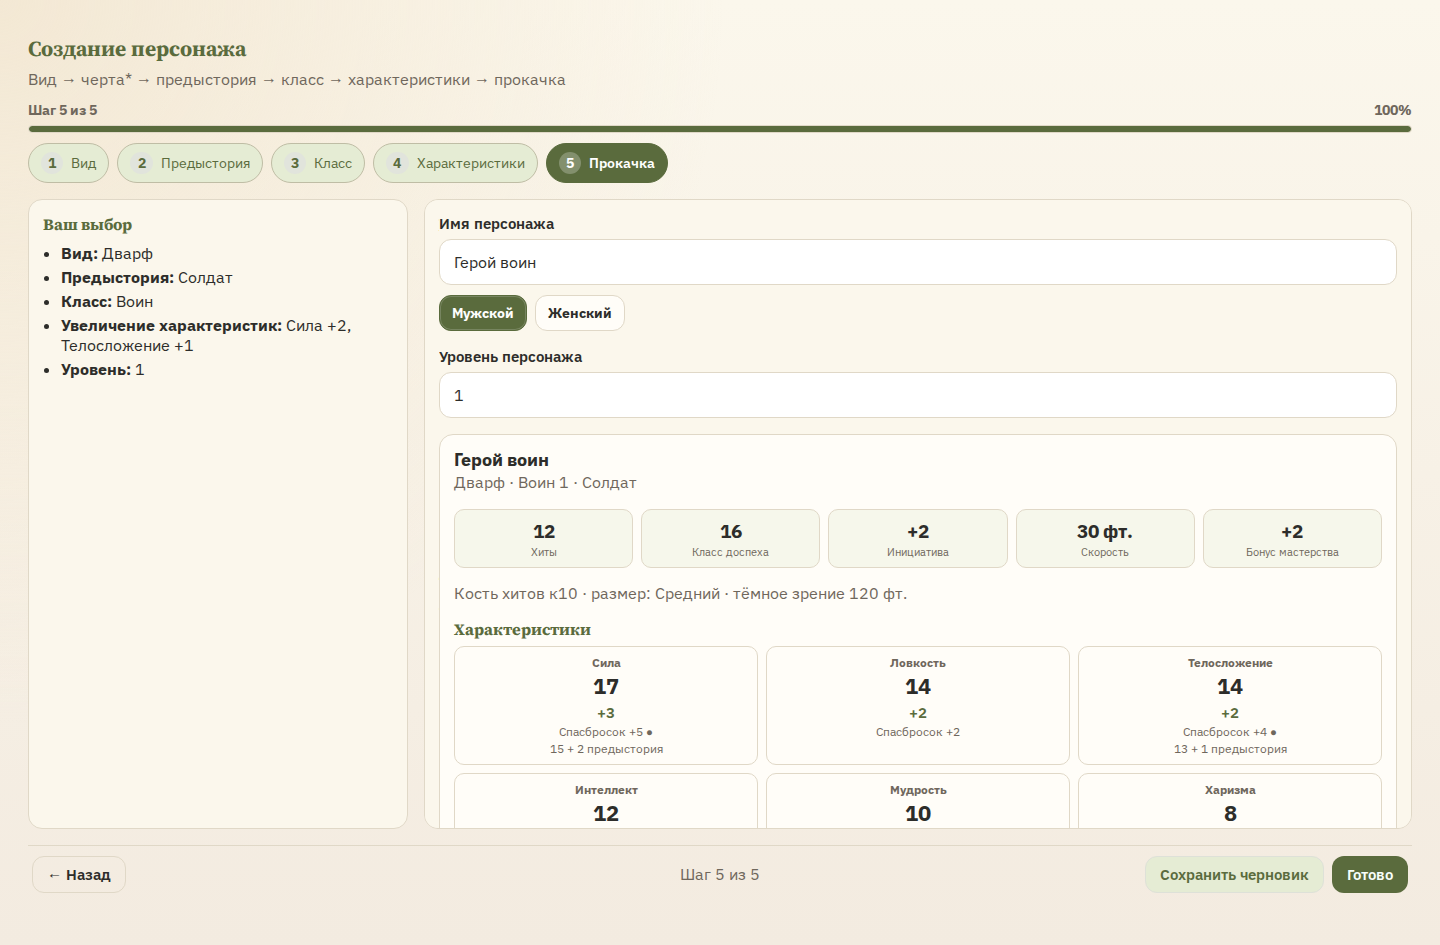 Создание персонажа
Вид → черта* → предыстория → класс → характеристики → прокачка
Шаг 5 из 5
100%
1 Вид
2 Предыстория
3 Класс
4 Характеристики
5 Прокачка
Ваш выбор
• Вид: Дварф
• Предыстория: Солдат
• Класс: Воин
• Увеличение характеристик: Сила +2,
Телосложение +1
• Уровень: 1
Имя персонажа
Герой воин
Мужской
Женский
Уровень персонажа
1
Герой воин
Дварф · Воин 1 · Солдат
12
Хиты
16
Класс доспеха
+2
Инициатива
30 фт.
Скорость
+2
Бонус мастерства
Кость хитов к10 · размер: Средний · тёмное зрение 120 фт.
Характеристики
Сила
17
+3
Спасбросок +5 ●
15 + 2 предыстория
Ловкость
14
+2
Спасбросок +2
Телосложение
14
+2
Спасбросок +4 ●
13 + 1 предыстория
Интеллект
12
Мудрость
10
Харизма
8
← Назад
Шаг 5 из 5
Сохранить черновик
Готово